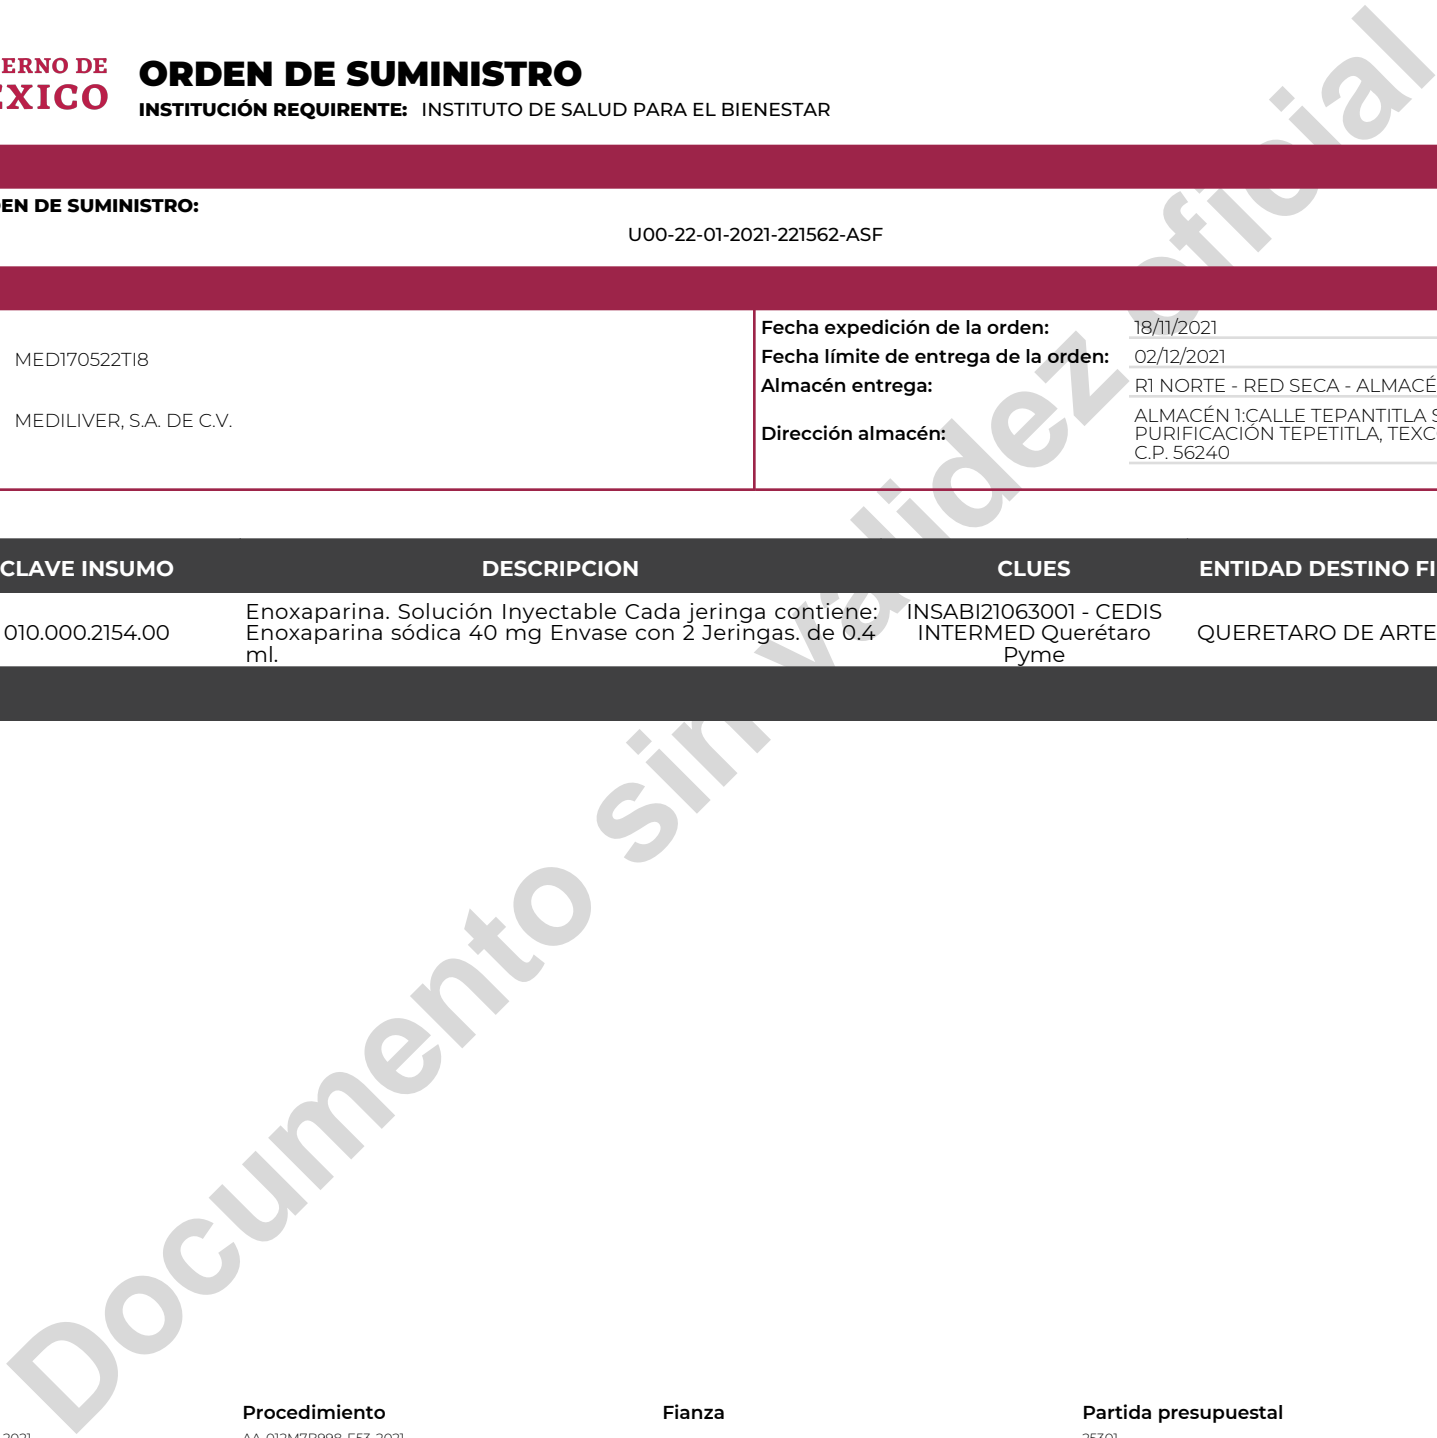 ERNO DE
ORDEN DE SUMINISTRO
INSTITUCIÓN REQUIRENTE: INSTITUTO DE SALUD PARA EL BIENESTAR
EN DE SUMINISTRO:
U00-22-01-2021-221562-ASF
MED170522TI8
MEDILIVER, S.A. DE C.V.
Fecha expedición de la orden: 18/11/2021
Fecha límite de entrega de la orden: 02/12/2021
Almacén entrega: R1 NORTE - RED SECA - ALMACÉ
Dirección almacén:
ALMACÉN 1:CALLE TEPANTITLA S
PURIFICACIÓN TEPETITLA, TEXC
C.P. 56240
CLAVE INSUMO DESCRIPCION CLUES ENTIDAD DESTINO FI
010.000.2154.00
Enoxaparina. Solución Inyectable Cada jeringa contiene:
Enoxaparina sódica 40 mg Envase con 2 Jeringas. de 0.4
ml.
INSABI21063001 - CEDIS
INTERMED Querétaro
Pyme
QUERETARO DE ARTE
Documento sin validez oficial
Procedimiento Fianza Partida presupuestal